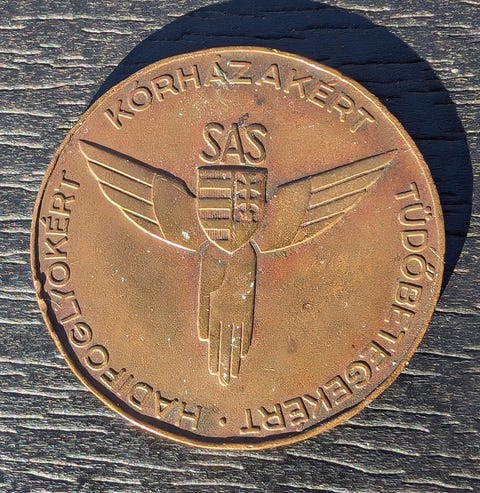 KÓRHÁZAKÉRT
TÜDŐBETEGEKÉRT · HADIFOGLYOKÉRT
SAS